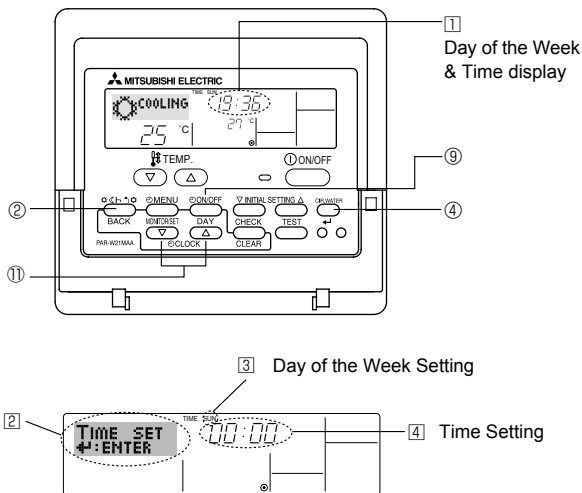 1
Day of the Week
& Time display
MITSUBISHI ELECTRIC
TIME SUN
COOLING
19:36
25 °C
27 °C
TEMP.
ON/OFF
9
2
MENU
ON/OFF
▽ INITIAL SETTING △
CIR.WATER
4
BACK
MONITOR/SET
DAY
CHECK
TEST
▽
△
PAR-W21MAA
CLOCK
CLEAR
11
3 Day of the Week Setting
2
TIME SUN
TIME SET
↵:ENTER
00:00
4 Time Setting